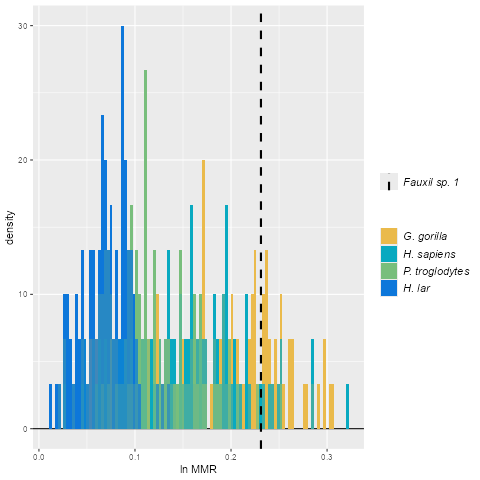 30
20
10
0
density
0.0 0.1 0.2 0.3
ln MMR
Fauxil sp. 1
G. gorilla
H. sapiens
P. troglodytes
H. lar